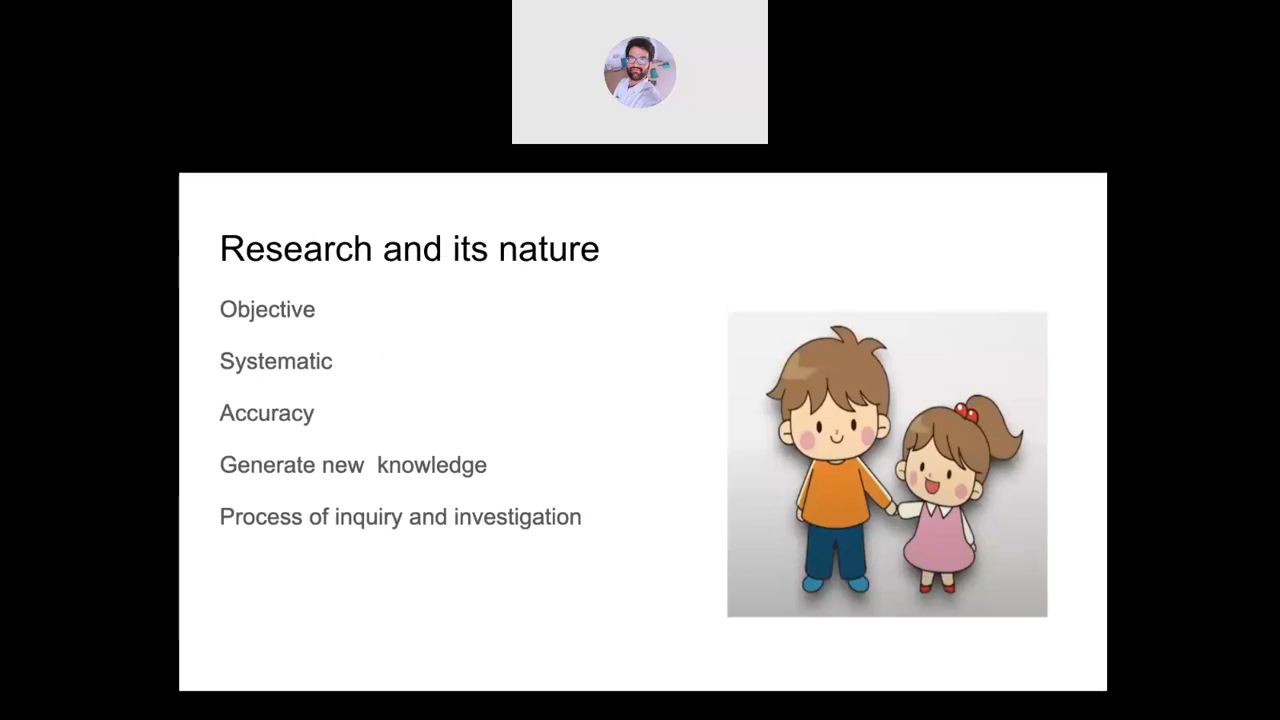 Research and its nature
Objective
Systematic
Accuracy
Generate new  knowledge
Process of inquiry and investigation